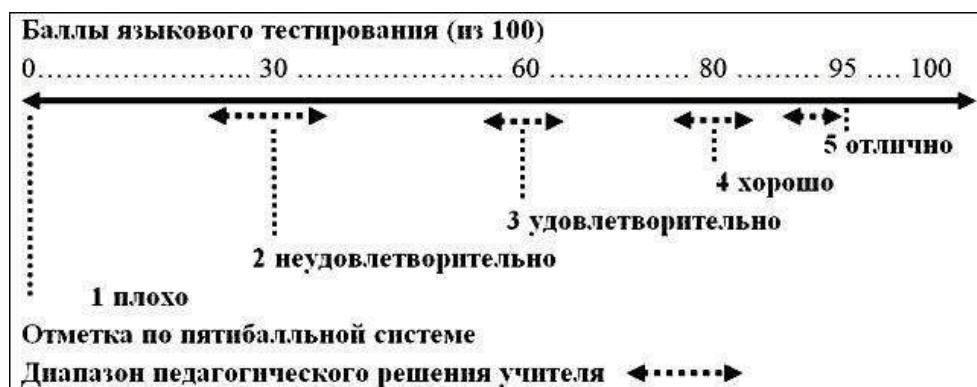 Баллы языкового тестирования (из 100)
0........................30 ............................ 60 ..................... 80 .............. 95 .... 100
5 отлично
4 хорошо
3 удовлетворительно
2 неудовлетворительно
1 плохо
Отметка по пятибалльной системе
Диапазон педагогического решения учителя